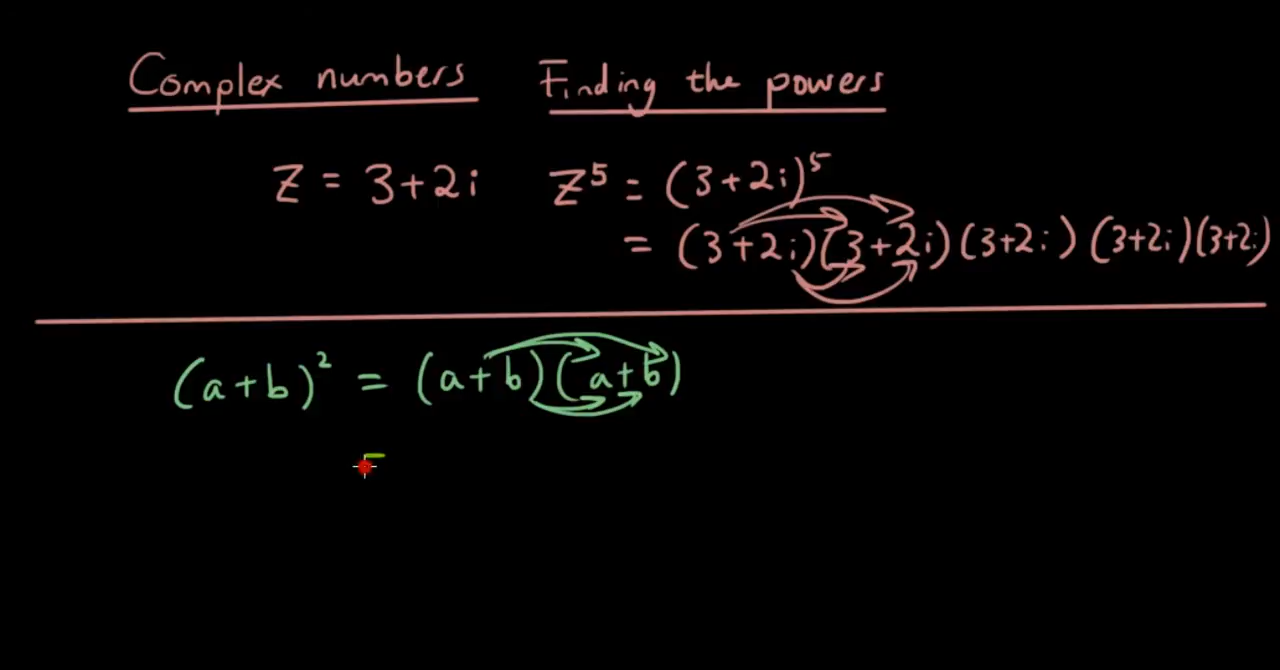 Complex numbers Finding the powers
Z = 3+2i Z⁵ = (3+2i)⁵
= (3+2i)(3+2i)(3+2i)(3+2i)(3+2i)
(a+b)² = (a+b)(a+b)